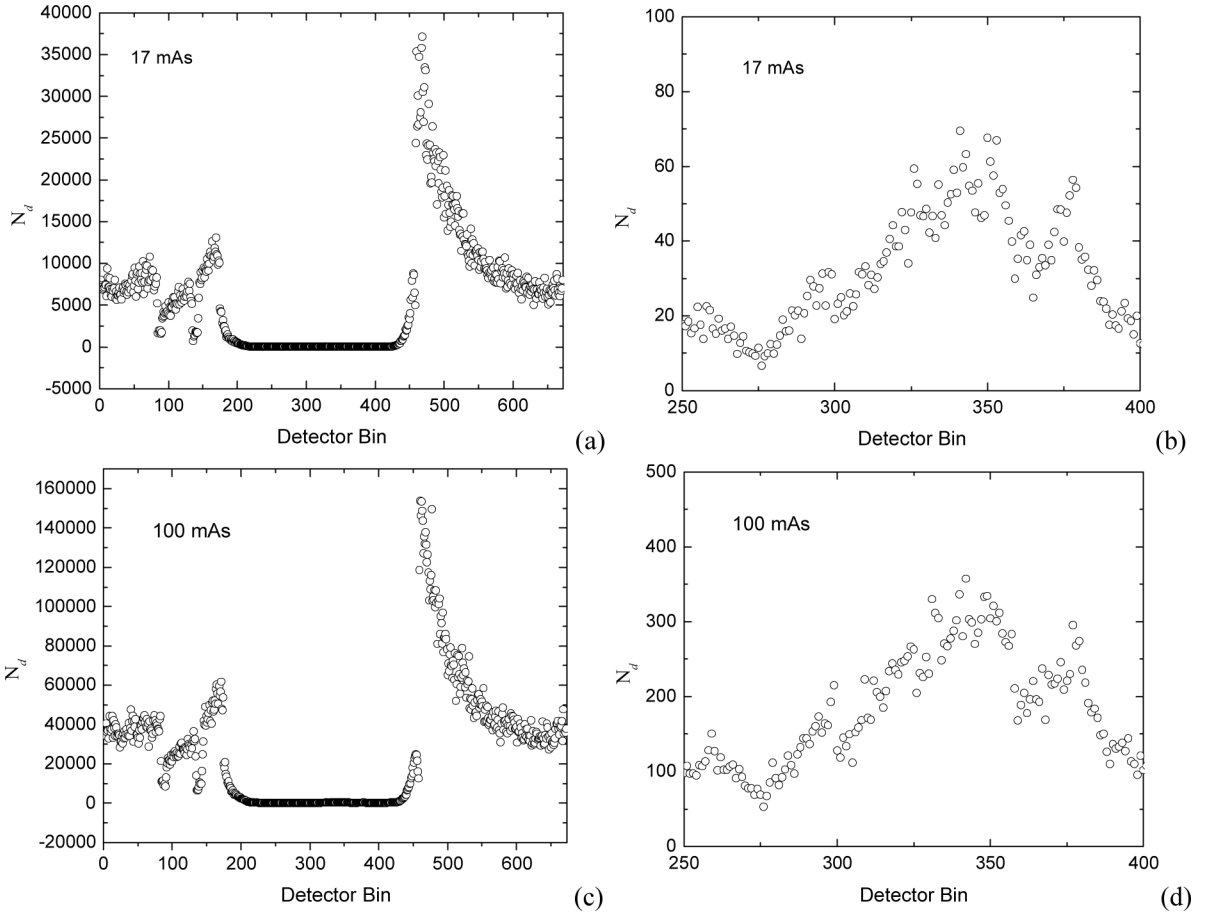 40000
35000
30000
25000
20000
15000
10000
5000
0
-5000
N_d
17 mAs
0 100 200 300 400 500 600
Detector Bin
(a)
100
80
60
40
20
0
N_d
17 mAs
250 300 350 400
Detector Bin
(b)
160000
140000
120000
100000
80000
60000
40000
20000
0
-20000
N_d
100 mAs
0 100 200 300 400 500 600
Detector Bin
(c)
500
400
300
200
100
0
N_d
100 mAs
250 300 350 400
Detector Bin
(d)